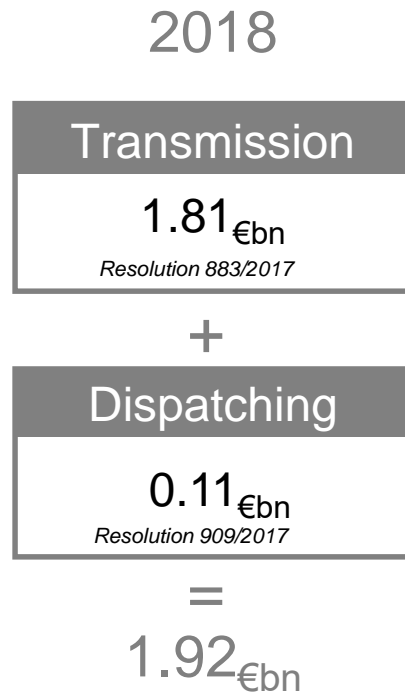 2018
Transmission
1.81€bn
Resolution 883/2017
+
Dispatching
0.11€bn
Resolution 909/2017
=
1.92€bn